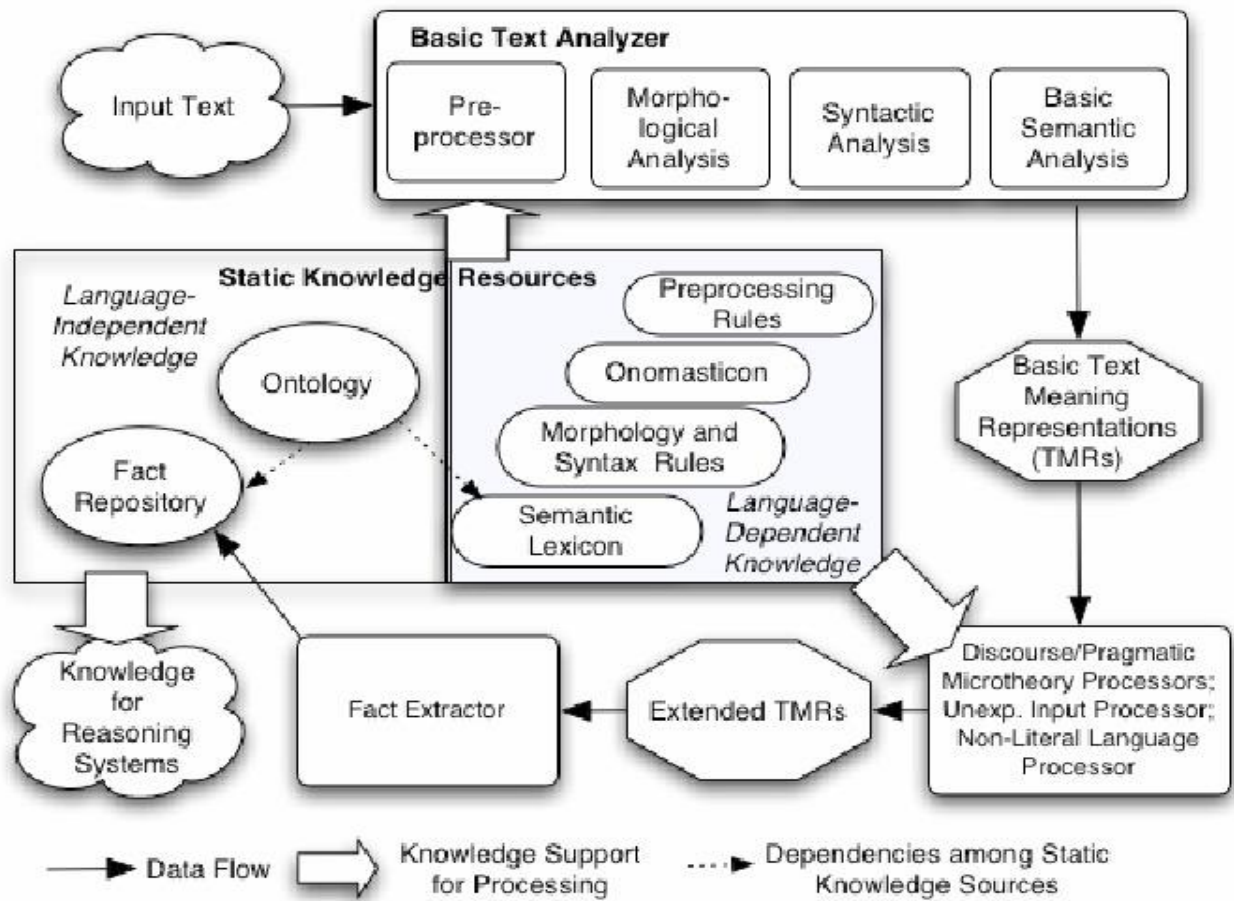 Basic Text Analyzer
Input Text
Pre-
processor
Morpho-
logical
Analysis
Syntactic
Analysis
Basic
Semantic
Analysis
Static Knowledge Resources
Language-
Independent
Knowledge
Ontology
Fact
Repository
Preprocessing
Rules
Onomasticon
Morphology and
Syntax Rules
Semantic
Lexicon
Language-
Dependent
Knowledge
Basic Text
Meaning
Representations
(TMRs)
Knowledge
for
Reasoning
Systems
Fact Extractor
Extended TMRs
Discourse/Pragmatic
Microtheory Processors;
Unexp. Input Processor;
Non-Literal Language
Processor
Data Flow
Knowledge Support
for Processing
Dependencies among Static
Knowledge Sources